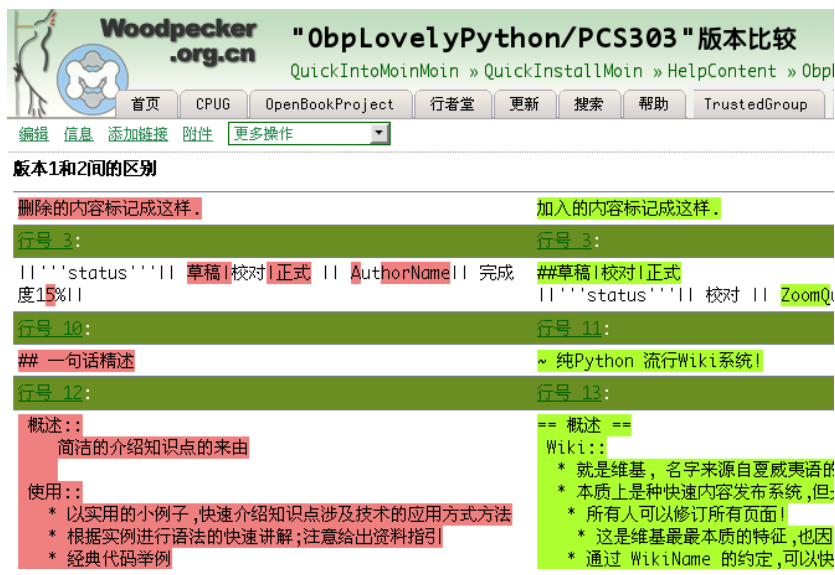 Woodpecker
.org.cn
"ObpLovelyPython/PCS303"版本比较
QuickIntoMoinMoin » QuickInstallMoin » HelpContent » Obp
首页 CPUG OpenBookProject 行者堂 更新 搜索 帮助 TrustedGroup
编辑 信息 添加链接 附件 更多操作
版本1和2间的区别
删除的内容标记成这样.
加入的内容标记成这样.
行号 3:
行号 3:
||'''status'''|| 草稿|校对|正式 || AuthorName|| 完成
度15%||
##草稿|校对|正式
||'''status'''|| 校对 || ZoomQu
行号 10:
行号 11:
## 一句话精述
~ 纯Python 流行Wiki系统!
行号 12:
行号 13:
概述::
简洁的介绍知识点的来由
使用::
* 以实用的小例子,快速介绍知识点涉及技术的应用方式方法
* 根据实例进行语法的快速讲解;注意给出资料指引
* 经典代码举例
== 概述 ==
Wiki::
* 就是维基, 名字来源自夏威夷语的
* 本质上是种快速内容发布系统,但
* 所有人可以修订所有页面!
* 这是维基最最本质的特征,也因
* 通过 WikiName 的约定,可以快